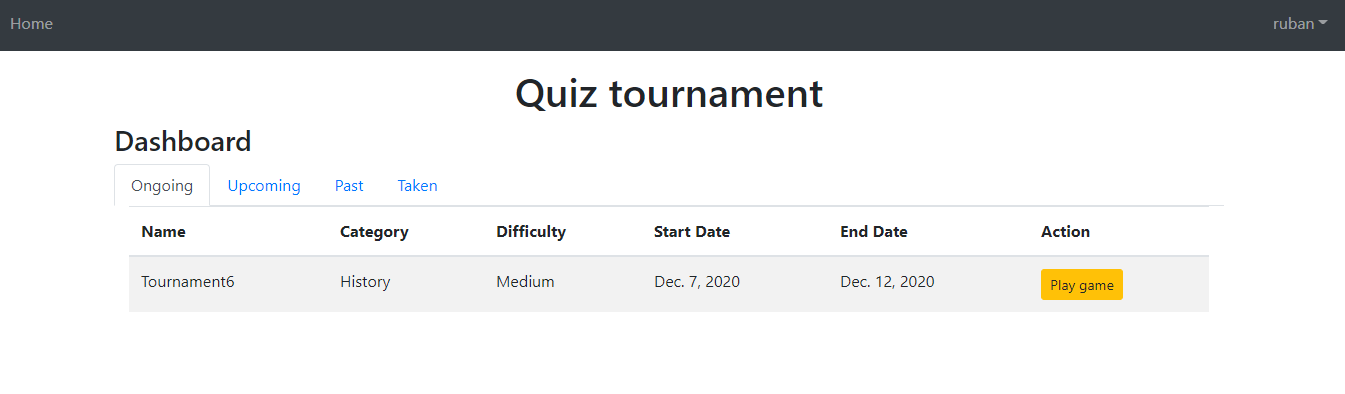 Home ruban
Quiz tournament
Dashboard
Ongoing Upcoming Past Taken
Name Category Difficulty Start Date End Date Action
Tournament6 History Medium Dec. 7, 2020 Dec. 12, 2020 Play game